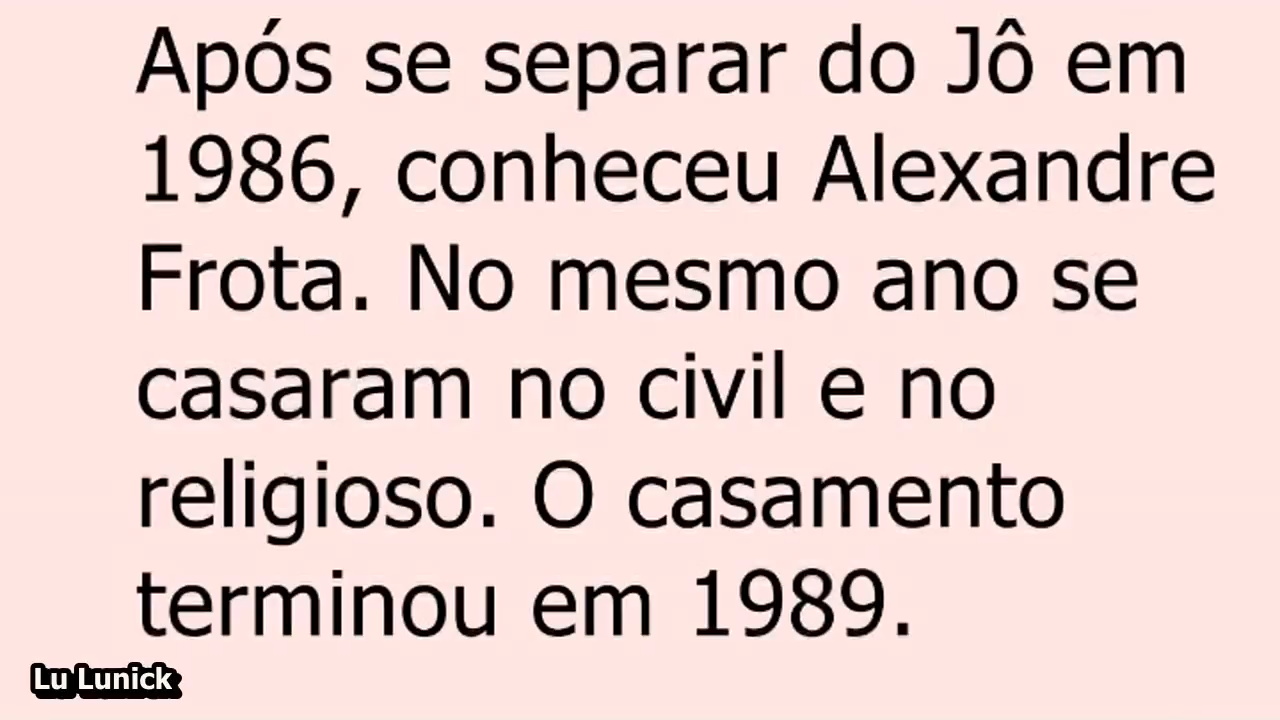 Após se separar do Jô em
1986, conheceu Alexandre
Frota. No mesmo ano se
casaram no civil e no
religioso. O casamento
terminou em 1989.
Lu Lunick